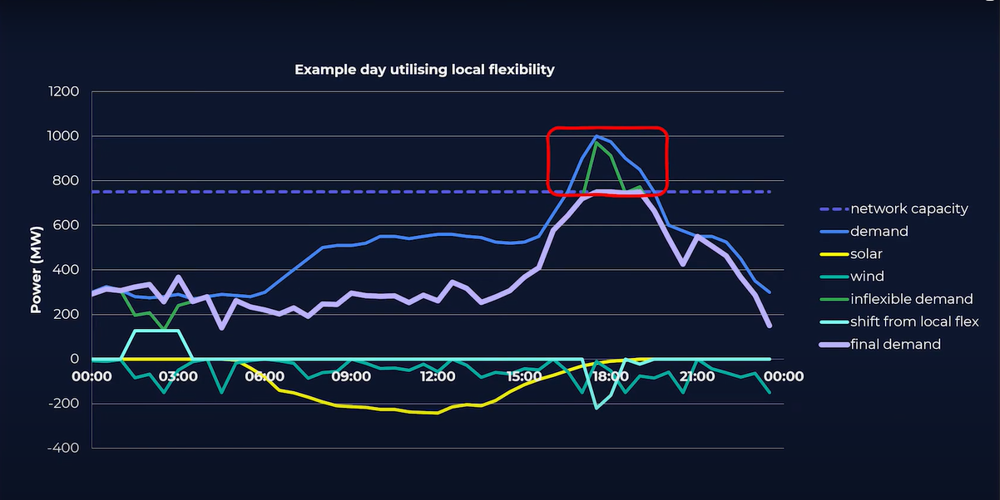 Example day utilising local flexibility
1200
1000
800
600
400
200
0
-200
-400
Power (MW)
00:00 03:00 06:00 09:00 12:00 15:00 18:00 21:00 00:00
network capacity
demand
solar
wind
inflexible demand
shift from local flex
final demand